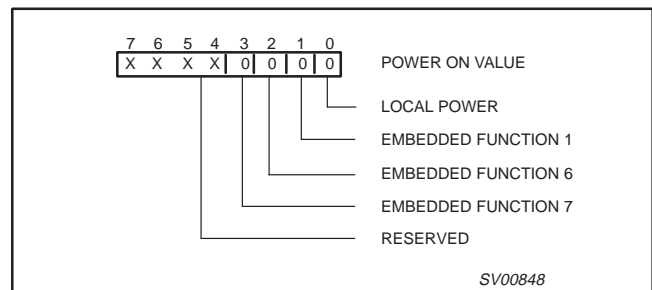 7 6 5 4 3 2 1 0
X X X X 0 0 0 0 POWER ON VALUE
LOCAL POWER
EMBEDDED FUNCTION 1
EMBEDDED FUNCTION 6
EMBEDDED FUNCTION 7
RESERVED
SV00848